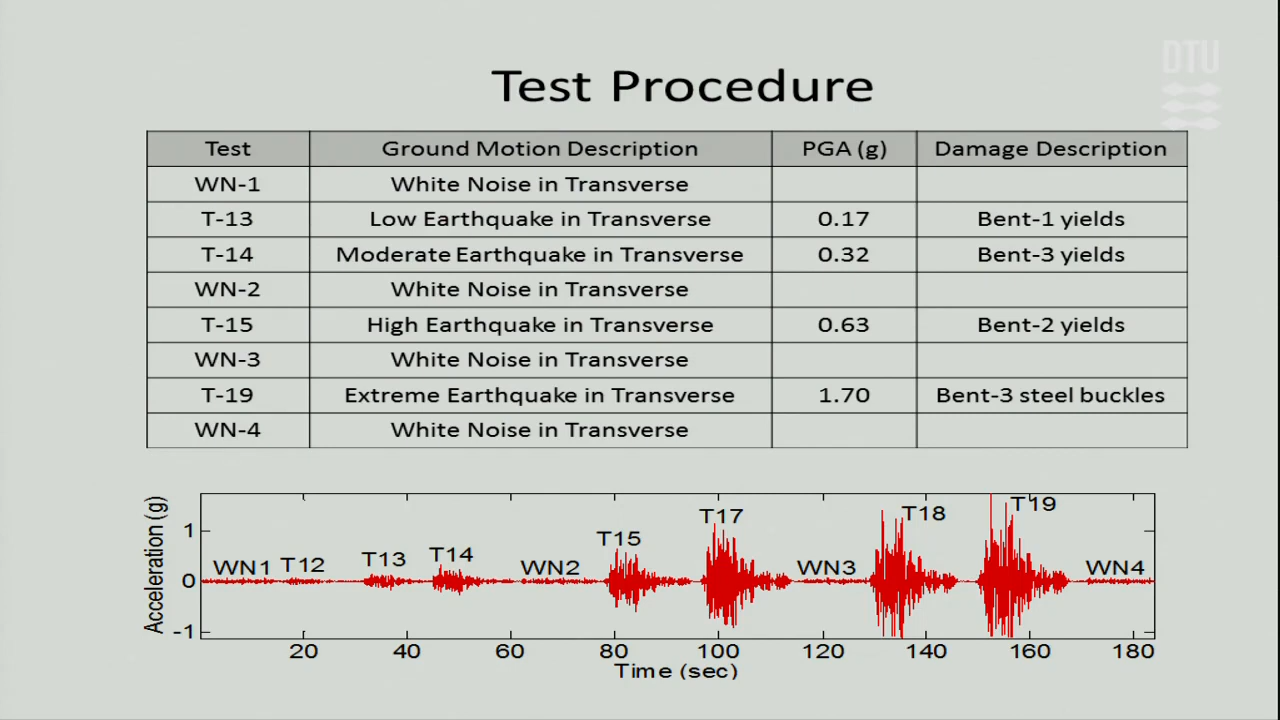 DTU
Test Procedure
Test Ground Motion Description PGA (g) Damage Description
WN-1 White Noise in Transverse
T-13 Low Earthquake in Transverse 0.17 Bent-1 yields
T-14 Moderate Earthquake in Transverse 0.32 Bent-3 yields
WN-2 White Noise in Transverse
T-15 High Earthquake in Transverse 0.63 Bent-2 yields
WN-3 White Noise in Transverse
T-19 Extreme Earthquake in Transverse 1.70 Bent-3 steel buckles
WN-4 White Noise in Transverse
Acceleration (g)
1
0
-1
WN1 T12 T13 T14 WN2 T15 T17 WN3 T18 T19 WN4
20 40 60 80 100 120 140 160 180
Time (sec)